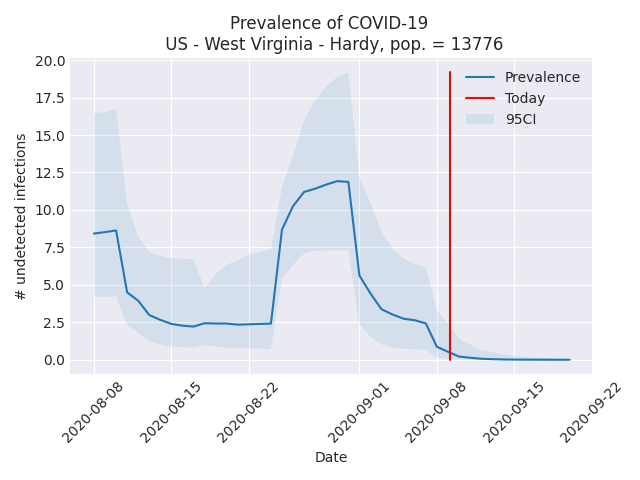 Prevalence of COVID-19
US - West Virginia - Hardy, pop. = 13776
# undetected infections
20.0
17.5
15.0
12.5
10.0
7.5
5.0
2.5
0.0
Prevalence
Today
95CI
2020-08-08
2020-08-15
2020-08-22
2020-09-01
2020-09-08
2020-09-15
2020-09-22
Date